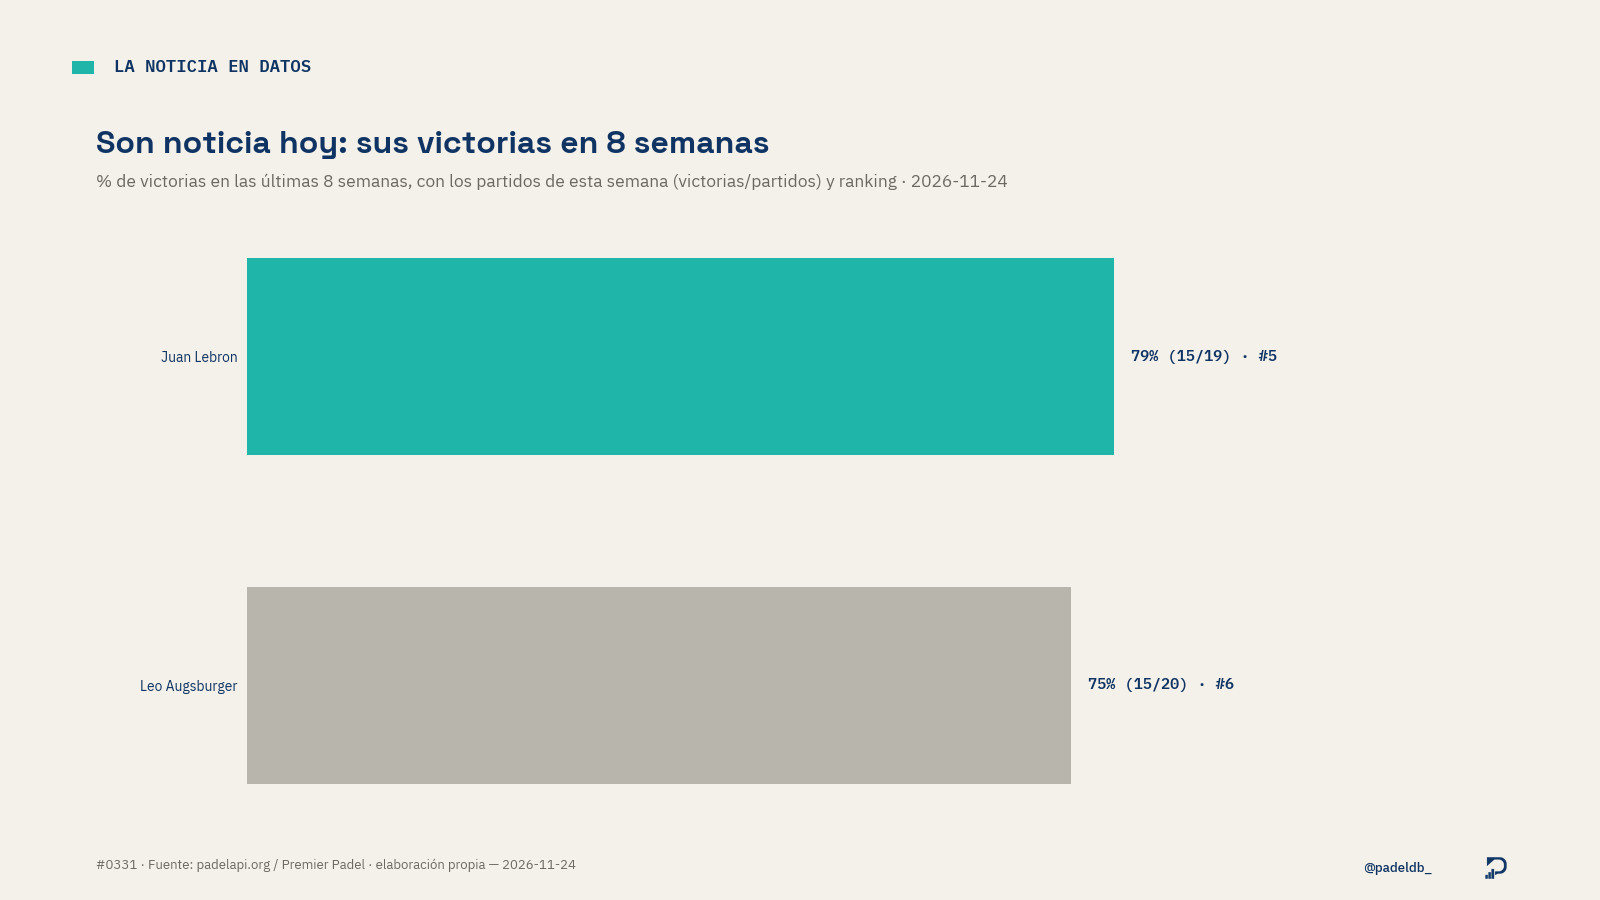 LA NOTICIA EN DATOS
Son noticia hoy: sus victorias en 8 semanas
% de victorias en las últimas 8 semanas, con los partidos de esta semana (victorias/partidos) y ranking · 2026-11-24
Juan Lebron
79% (15/19) · #5
Leo Augsburger
75% (15/20) · #6
#0331 · Fuente: padelapi.org / Premier Padel · elaboración propia — 2026-11-24
@padeldb_